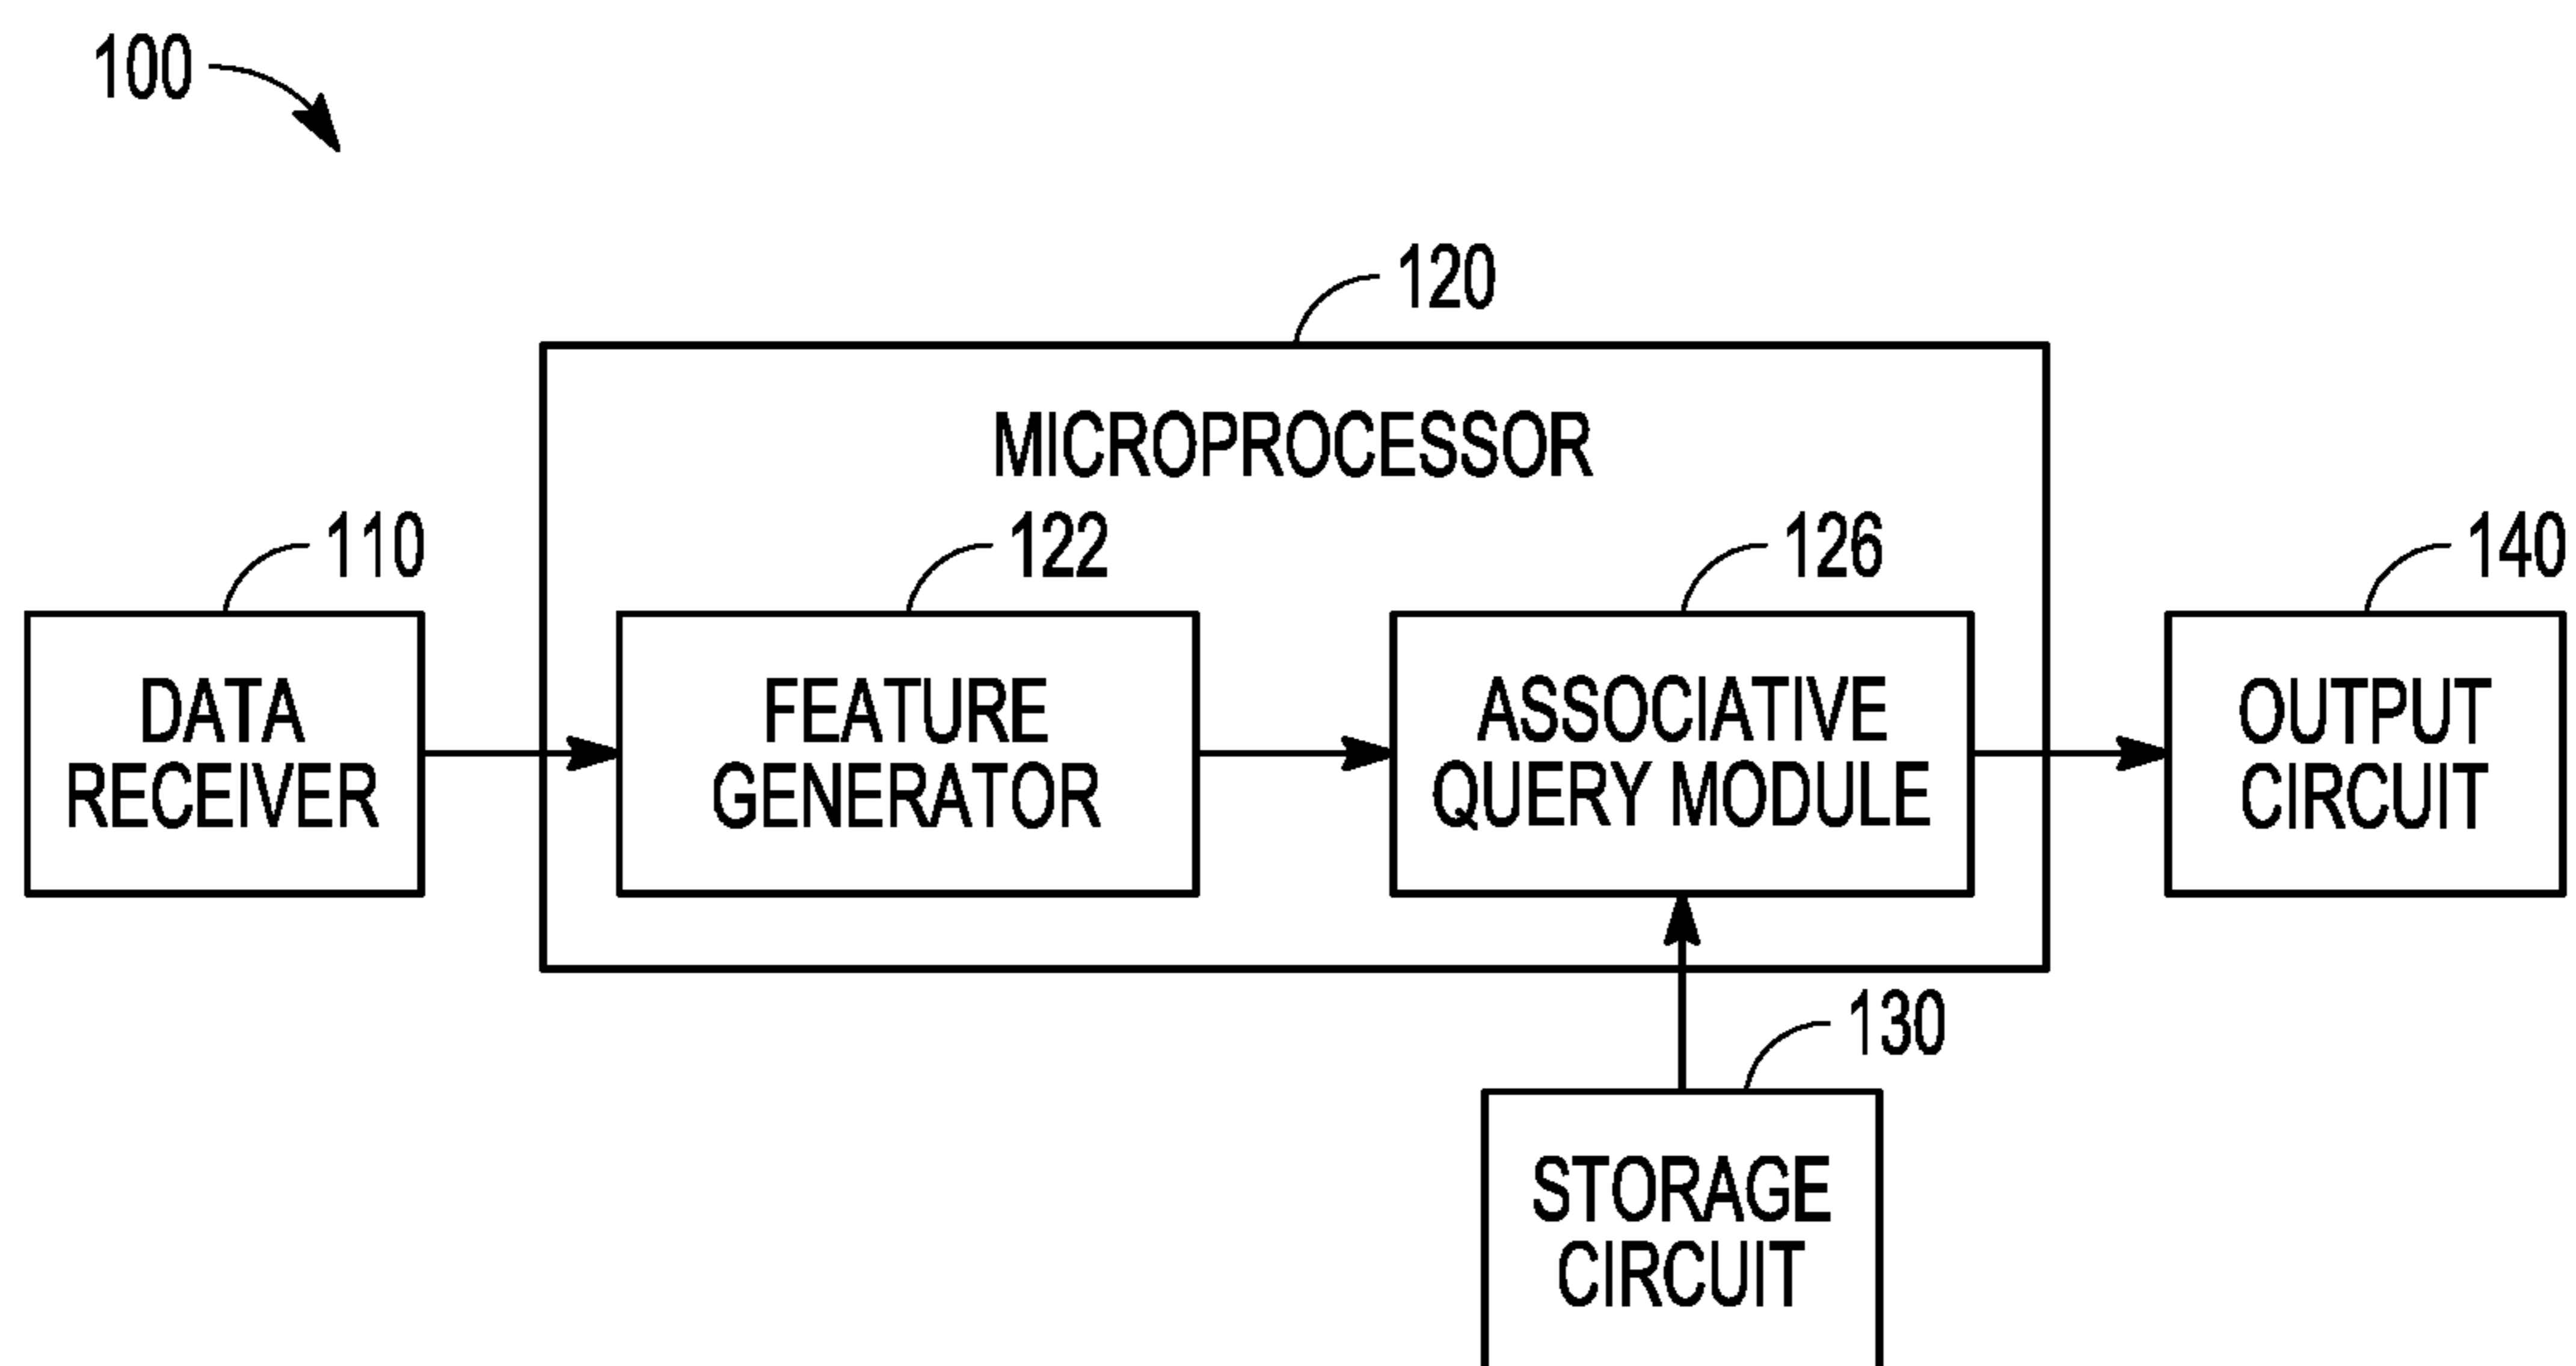 100
120
MICROPROCESSOR
110
122
126
140
DATA
RECEIVER
FEATURE
GENERATOR
ASSOCIATIVE
QUERY MODULE
OUTPUT
CIRCUIT
130
STORAGE
CIRCUIT